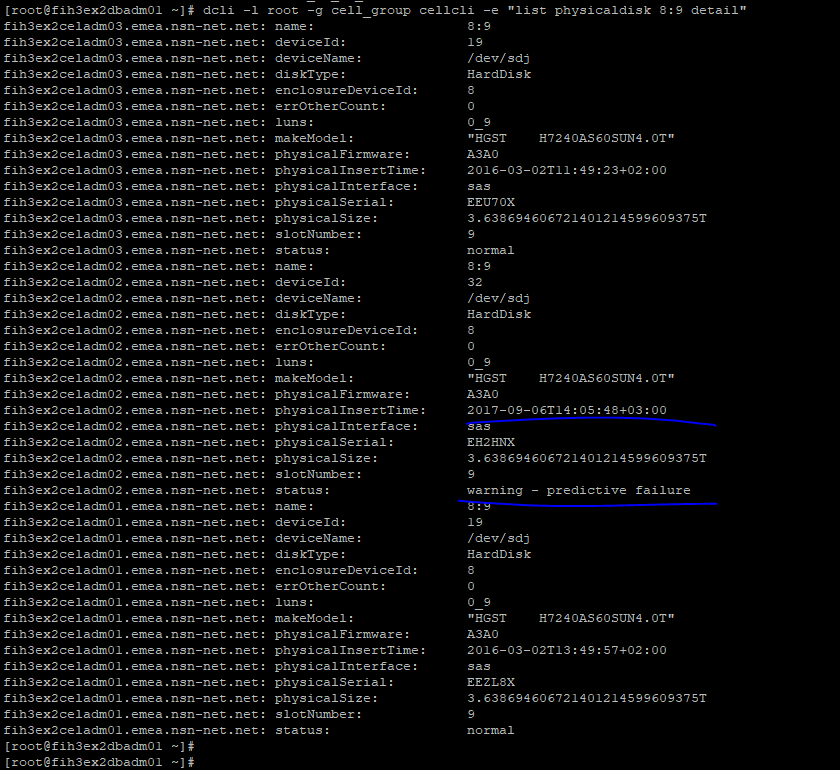 [root@fih3ex2dbadm01 ~]# dcli -l root -g cell_group cellcli -e "list physicaldisk 8:9 detail"
fih3ex2celadm03.emea.nsn-net.net: name: 8:9
fih3ex2celadm03.emea.nsn-net.net: deviceId: 19
fih3ex2celadm03.emea.nsn-net.net: deviceName: /dev/sdj
fih3ex2celadm03.emea.nsn-net.net: diskType: HardDisk
fih3ex2celadm03.emea.nsn-net.net: enclosureDeviceId: 8
fih3ex2celadm03.emea.nsn-net.net: errOtherCount: 0
fih3ex2celadm03.emea.nsn-net.net: luns: 0_9
fih3ex2celadm03.emea.nsn-net.net: makeModel: "HGST    H7240AS60SUN4.0T"
fih3ex2celadm03.emea.nsn-net.net: physicalFirmware: A3A0
fih3ex2celadm03.emea.nsn-net.net: physicalInsertTime: 2016-03-02T11:49:23+02:00
fih3ex2celadm03.emea.nsn-net.net: physicalInterface: sas
fih3ex2celadm03.emea.nsn-net.net: physicalSerial: EEU70X
fih3ex2celadm03.emea.nsn-net.net: physicalSize: 3.6386946067214012145996​09375T
fih3ex2celadm03.emea.nsn-net.net: slotNumber: 9
fih3ex2celadm03.emea.nsn-net.net: status: normal
fih3ex2celadm02.emea.nsn-net.net: name: 8:9
fih3ex2celadm02.emea.nsn-net.net: deviceId: 32
fih3ex2celadm02.emea.nsn-net.net: deviceName: /dev/sdj
fih3ex2celadm02.emea.nsn-net.net: diskType: HardDisk
fih3ex2celadm02.emea.nsn-net.net: enclosureDeviceId: 8
fih3ex2celadm02.emea.nsn-net.net: errOtherCount: 0
fih3ex2celadm02.emea.nsn-net.net: luns: 0_9
fih3ex2celadm02.emea.nsn-net.net: makeModel: "HGST    H7240AS60SUN4.0T"
fih3ex2celadm02.emea.nsn-net.net: physicalFirmware: A3A0
fih3ex2celadm02.emea.nsn-net.net: physicalInsertTime: 2017-09-06T14:05:48+03:00
fih3ex2celadm02.emea.nsn-net.net: physicalInterface: sas
fih3ex2celadm02.emea.nsn-net.net: physicalSerial: EH2HNX
fih3ex2celadm02.emea.nsn-net.net: physicalSize: 3.638694606721401214599609375T
fih3ex2celadm02.emea.nsn-net.net: slotNumber: 9
fih3ex2celadm02.emea.nsn-net.net: status: warning - predictive failure
fih3ex2celadm01.emea.nsn-net.net: name: 8:9
fih3ex2celadm01.emea.nsn-net.net: deviceId: 19
fih3ex2celadm01.emea.nsn-net.net: deviceName: /dev/sdj
fih3ex2celadm01.emea.nsn-net.net: diskType: HardDisk
fih3ex2celadm01.emea.nsn-net.net: enclosureDeviceId: 8
fih3ex2celadm01.emea.nsn-net.net: errOtherCount: 0
fih3ex2celadm01.emea.nsn-net.net: luns: 0_9
fih3ex2celadm01.emea.nsn-net.net: makeModel: "HGST    H7240AS60SUN4.0T"
fih3ex2celadm01.emea.nsn-net.net: physicalFirmware: A3A0
fih3ex2celadm01.emea.nsn-net.net: physicalInsertTime: 2016-03-02T13:49:57+02:00
fih3ex2celadm01.emea.nsn-net.net: physicalInterface: sas
fih3ex2celadm01.emea.nsn-net.net: physicalSerial: EEZL8X
fih3ex2celadm01.emea.nsn-net.net: physicalSize: 3.638694606721401214599609375T
fih3ex2celadm01.emea.nsn-net.net: slotNumber: 9
fih3ex2celadm01.emea.nsn-net.net: status: normal
[root@fih3ex2dbadm01 ~]#
[root@fih3ex2dbadm01 ~]#